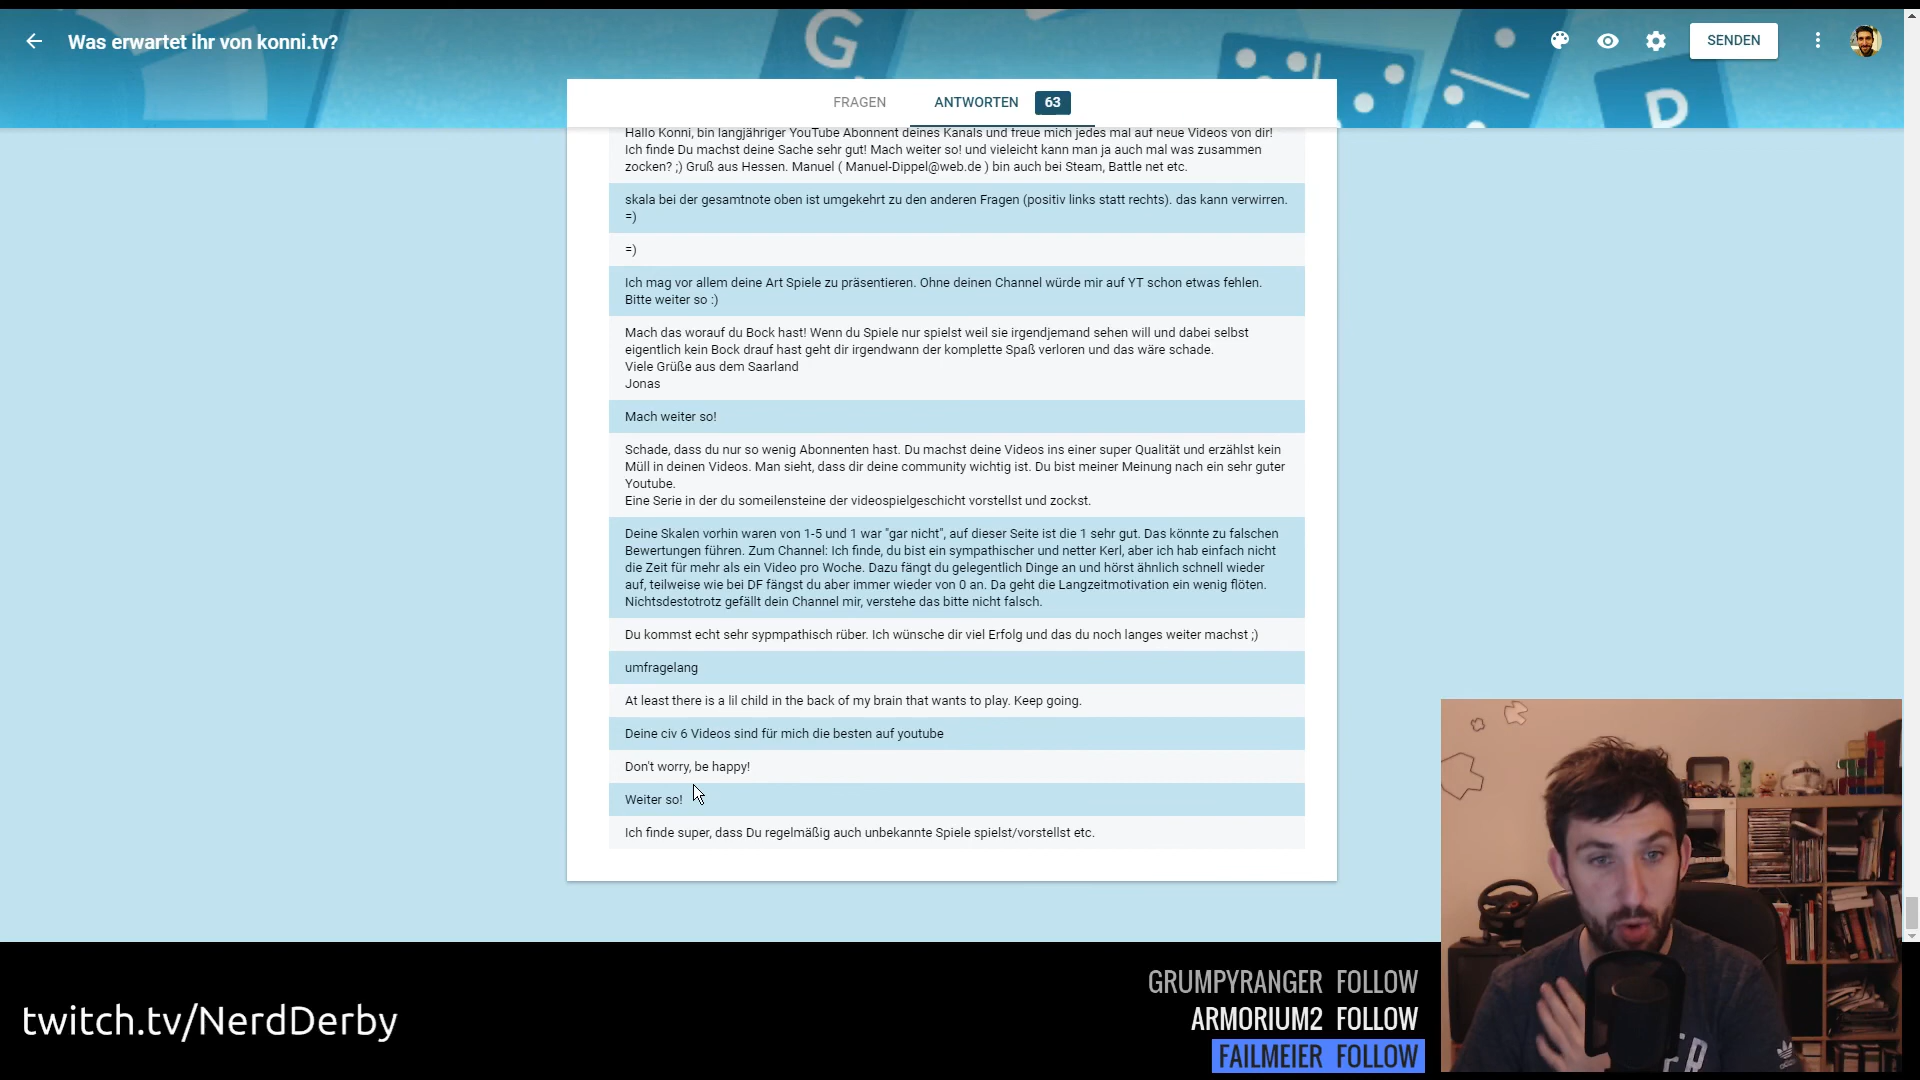 Was erwartet ihr von konni.tv?
SENDEN
FRAGEN ANTWORTEN 63
Hallo Konni, bin langjähriger YouTube Abonnent deines Kanals und freue mich jedes mal auf neue Videos von dir!
Ich finde Du machst deine Sache sehr gut! Mach weiter so! und vieleicht kann man ja auch mal was zusammen
zocken? ;) Gruß aus Hessen. Manuel ( Manuel-Dippel@web.de ) bin auch bei Steam, Battle net etc.
skala bei der gesamtnote oben ist umgekehrt zu den anderen Fragen (positiv links statt rechts). das kann verwirren.
=)
=)
Ich mag vor allem deine Art Spiele zu präsentieren. Ohne deinen Channel würde mir auf YT schon etwas fehlen.
Bitte weiter so :)
Mach das worauf du Bock hast! Wenn du Spiele nur spielst weil sie irgendjemand sehen will und dabei selbst
eigentlich kein Bock drauf hast geht dir irgendwann der komplette Spaß verloren und das wäre schade.
Viele Grüße aus dem Saarland
Jonas
Mach weiter so!
Schade, dass du nur so wenig Abonnenten hast. Du machst deine Videos ins einer super Qualität und erzählst kein
Müll in deinen Videos. Man sieht, dass dir deine community wichtig ist. Du bist meiner Meinung nach ein sehr guter
Youtube.
Eine Serie in der du someilensteine der videospielgeschicht vorstellst und zockst.
Deine Skalen vorhin waren von 1-5 und 1 war "gar nicht", auf dieser Seite ist die 1 sehr gut. Das könnte zu falschen
Bewertungen führen. Zum Channel: Ich finde, du bist ein sympathischer und netter Kerl, aber ich hab einfach nicht
die Zeit für mehr als ein Video pro Woche. Dazu fängt du gelegentlich Dinge an und hörst ähnlich schnell wieder
auf, teilweise wie bei DF fängst du aber immer wieder von 0 an. Da geht die Langzeitmotivation ein wenig flöten.
Nichtsdestotrotz gefällt dein Channel mir, verstehe das bitte nicht falsch.
Du kommst echt sehr sypmpathisch rüber. Ich wünsche dir viel Erfolg und das du noch langes weiter machst ;)
umfragelang
At least there is a lil child in the back of my brain that wants to play. Keep going.
Deine civ 6 Videos sind für mich die besten auf youtube
Don't worry, be happy!
Weiter so!
Ich finde super, dass Du regelmäßig auch unbekannte Spiele spielst/vorstellst etc.
twitch.tv/NerdDerby
GRUMPYRANGER FOLLOW
ARMORIUM2 FOLLOW
FAILMEIER FOLLOW
G
D